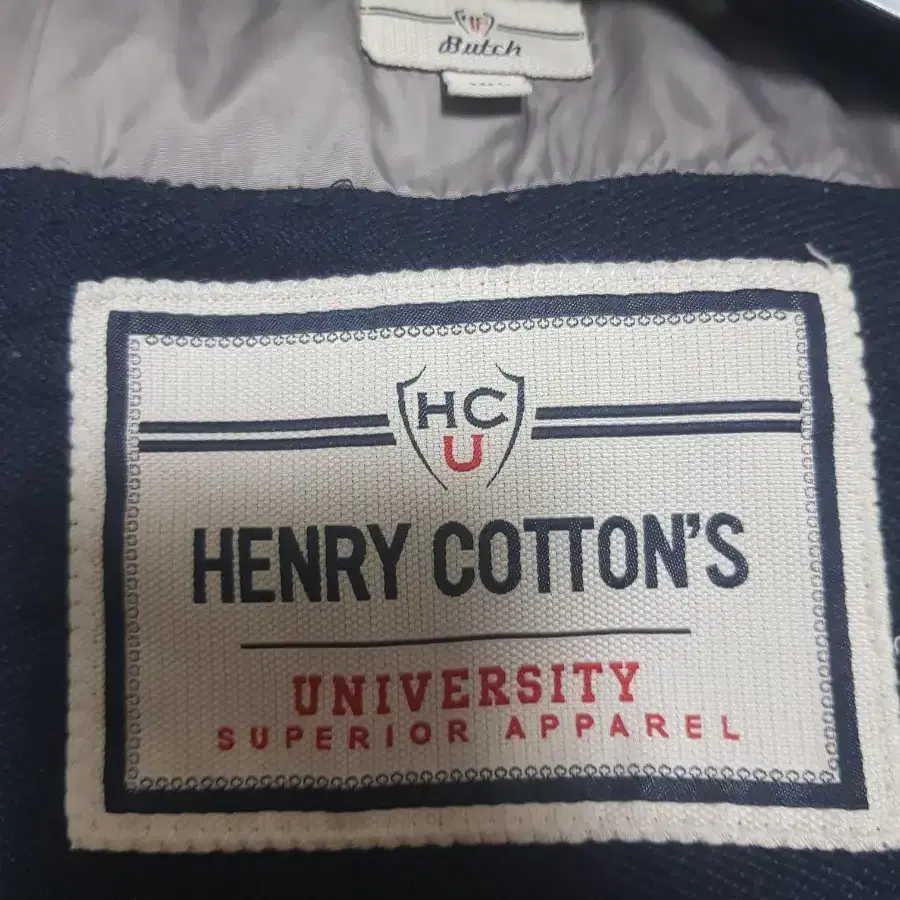 Butch
HC
U
HENRY COTTON'S
UNIVERSITY
SUPERIOR APPAREL